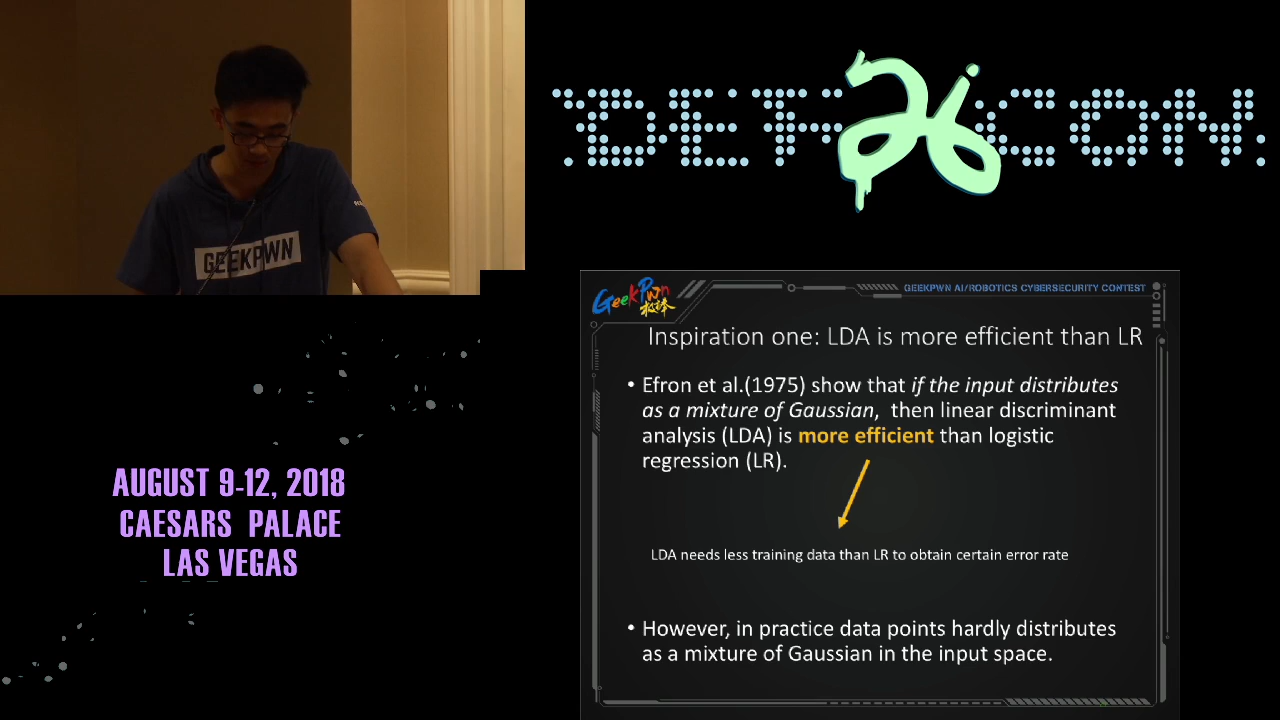 DEFCON
26
GEEKPWN
GeekPwn
GEEKPWN AI/ROBOTICS CYBERSECURITY CONTEST
Inspiration one: LDA is more efficient than LR
• Efron et al.(1975) show that if the input distributes
as a mixture of Gaussian, then linear discriminant
analysis (LDA) is more efficient than logistic
regression (LR).
LDA needs less training data than LR to obtain certain error rate
• However, in practice data points hardly distributes
as a mixture of Gaussian in the input space.
AUGUST 9-12, 2018
CAESARS PALACE
LAS VEGAS